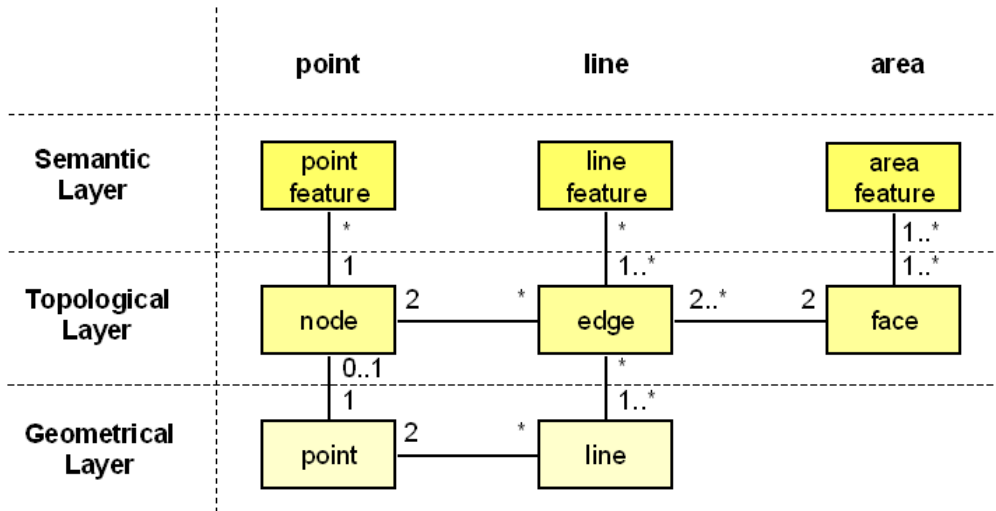 point line area
Semantic
Layer
point
feature
line
feature
area
feature
* * 1..*
1 1..* 1..*
Topological
Layer
node 2 * edge 2..* 2 face
0..1 *
1 1..*
Geometrical
Layer
point 2 * line